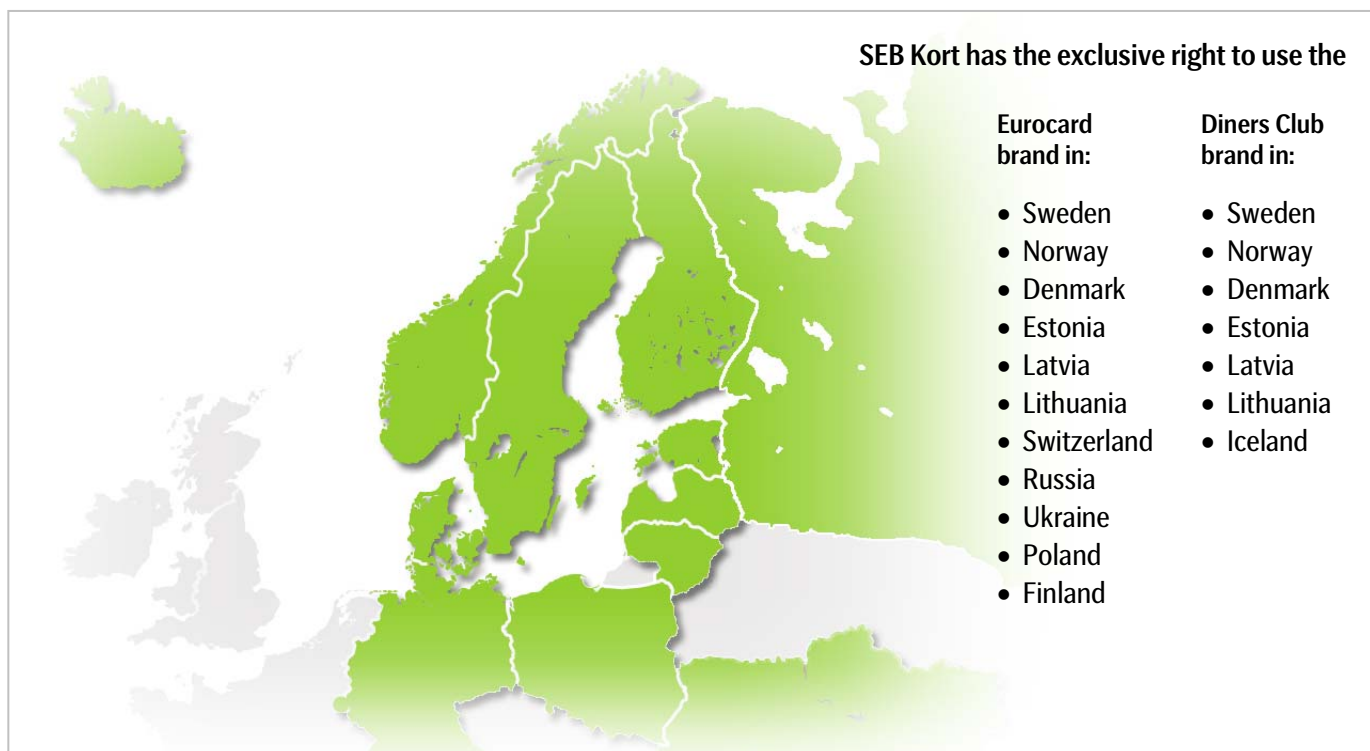 SEB Kort has the exclusive right to use the
Eurocard
brand in:
• Sweden
• Norway
• Denmark
• Estonia
• Latvia
• Lithuania
• Switzerland
• Russia
• Ukraine
• Poland
• Finland
Diners Club
brand in:
• Sweden
• Norway
• Denmark
• Estonia
• Latvia
• Lithuania
• Iceland